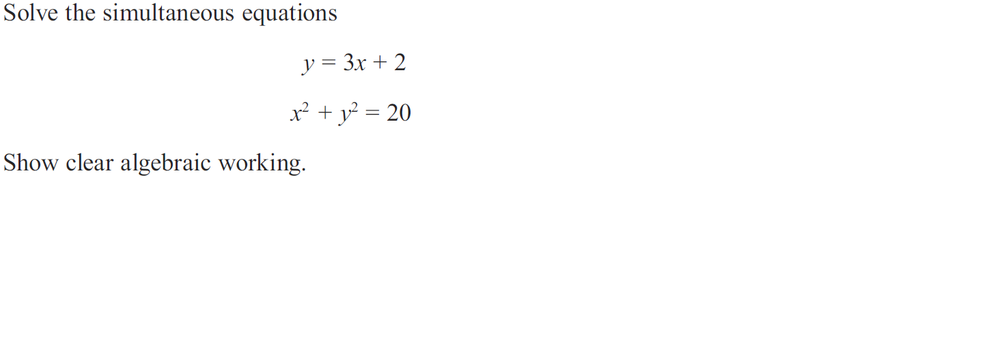 Solve the simultaneous equations
y = 3x + 2
x² + y² = 20
Show clear algebraic working.